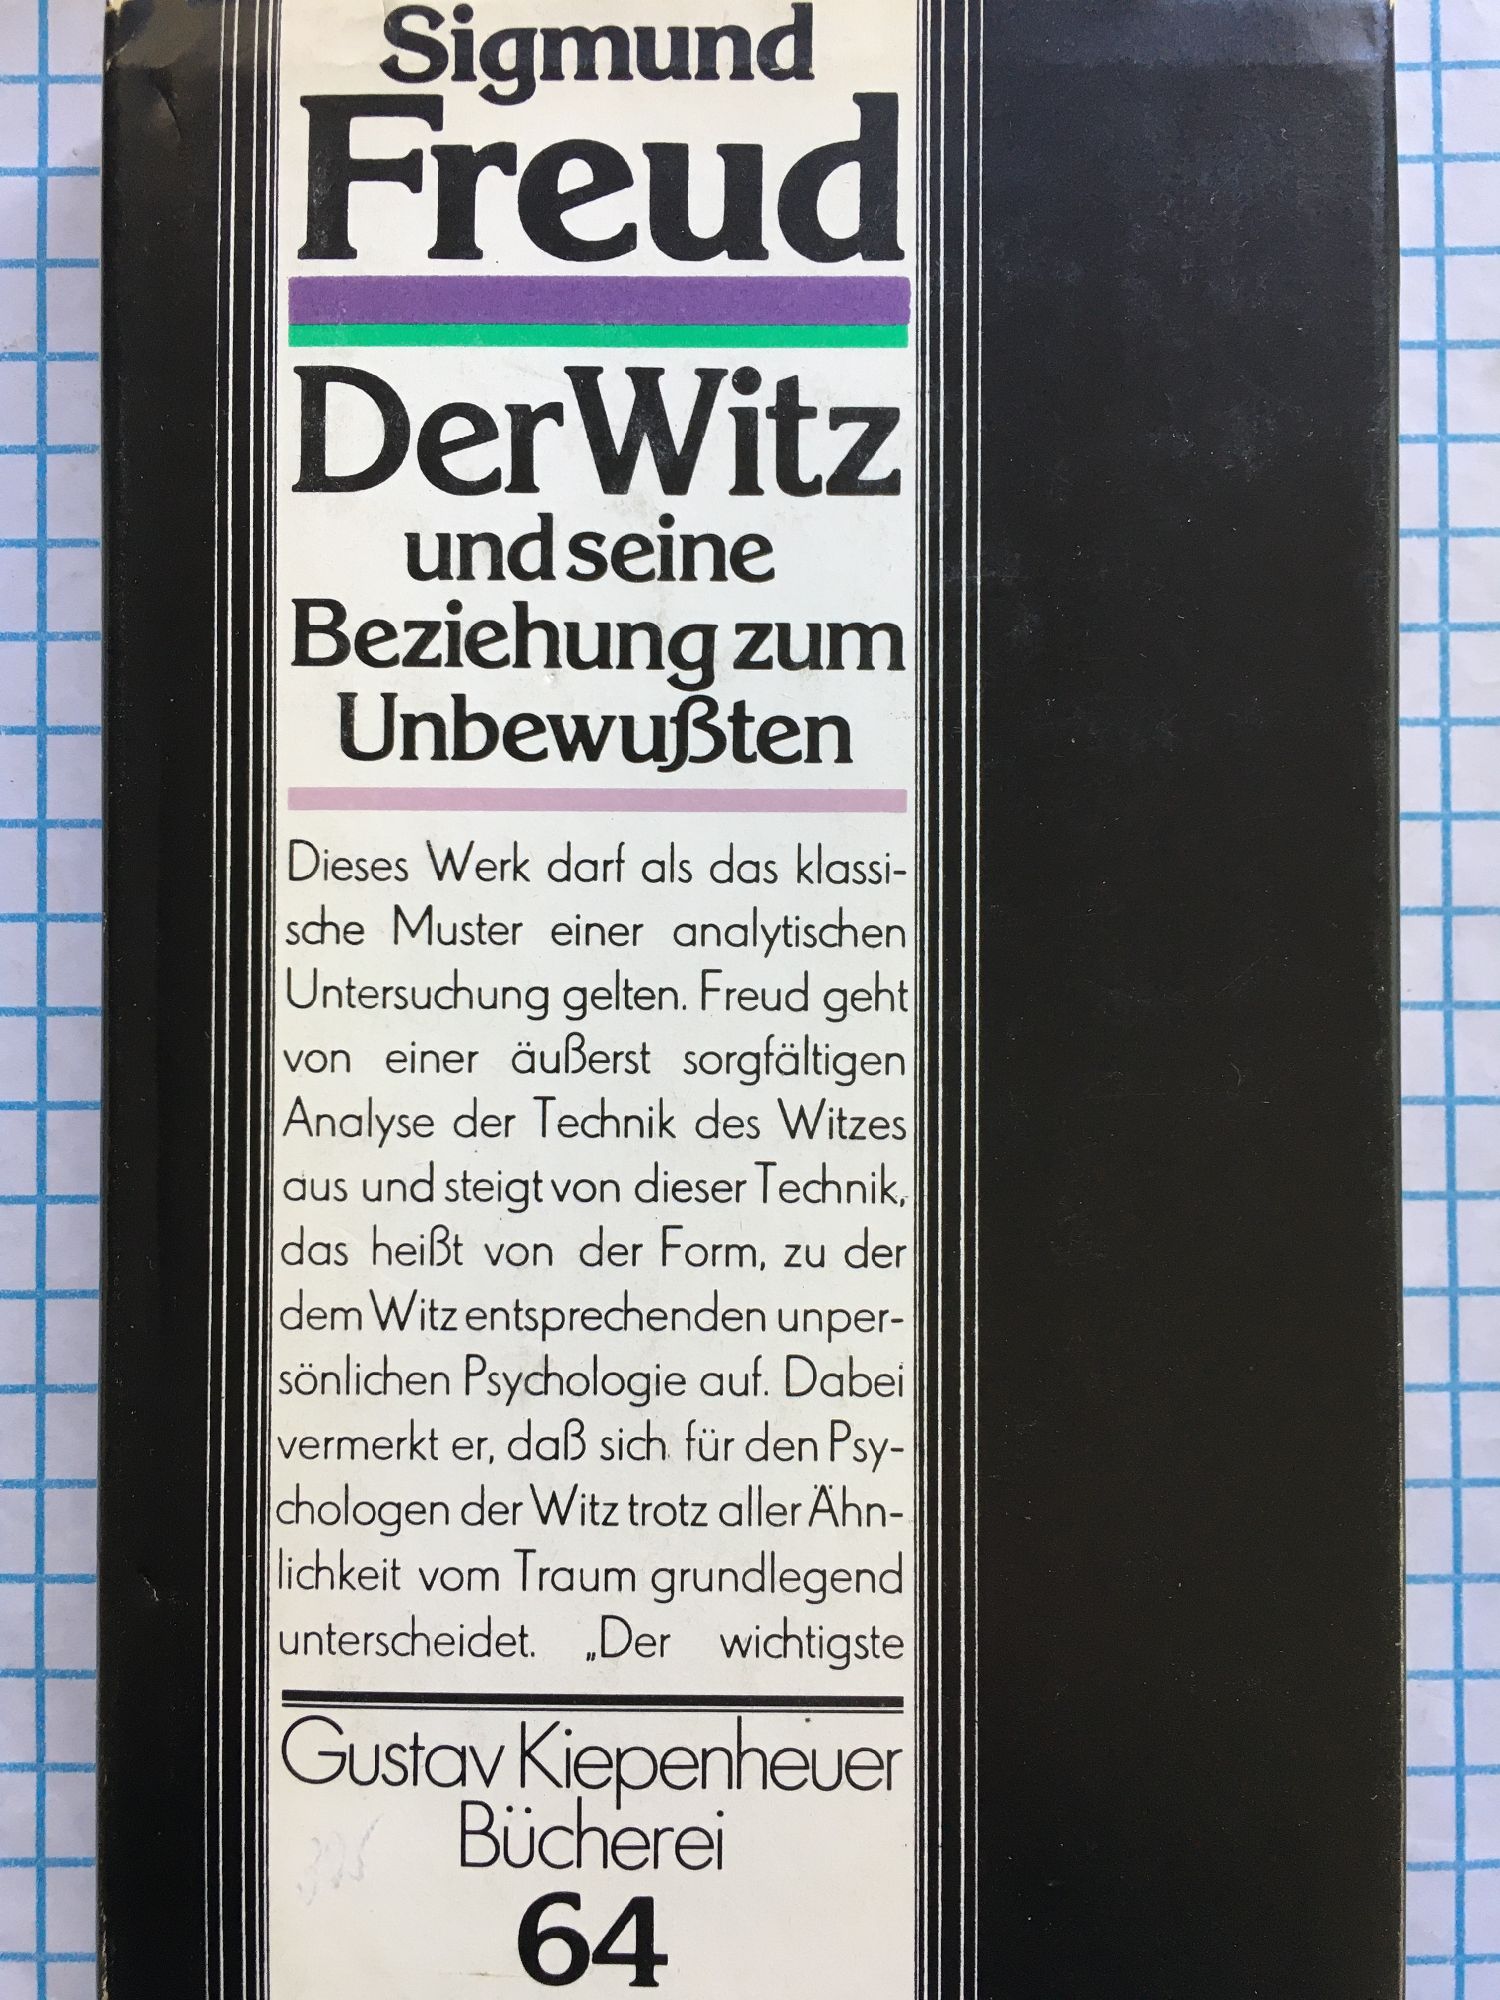 Sigmund
Freud
Der Witz
und seine
Beziehung zum
Unbewußten
Dieses Werk darf als das klassi-
sche Muster einer analytischen
Untersuchung gelten. Freud geht
von einer äußerst sorgfältigen
Analyse der Technik des Witzes
aus und steigt von dieser Technik,
das heißt von der Form, zu der
dem Witz entsprechenden unper-
sönlichen Psychologie auf. Dabei
vermerkt er, daß sich für den Psy-
chologen der Witz trotz aller Ähn-
lichkeit vom Traum grundlegend
unterscheidet. „Der wichtigste
Gustav Kiepenheuer
Bücherei
64